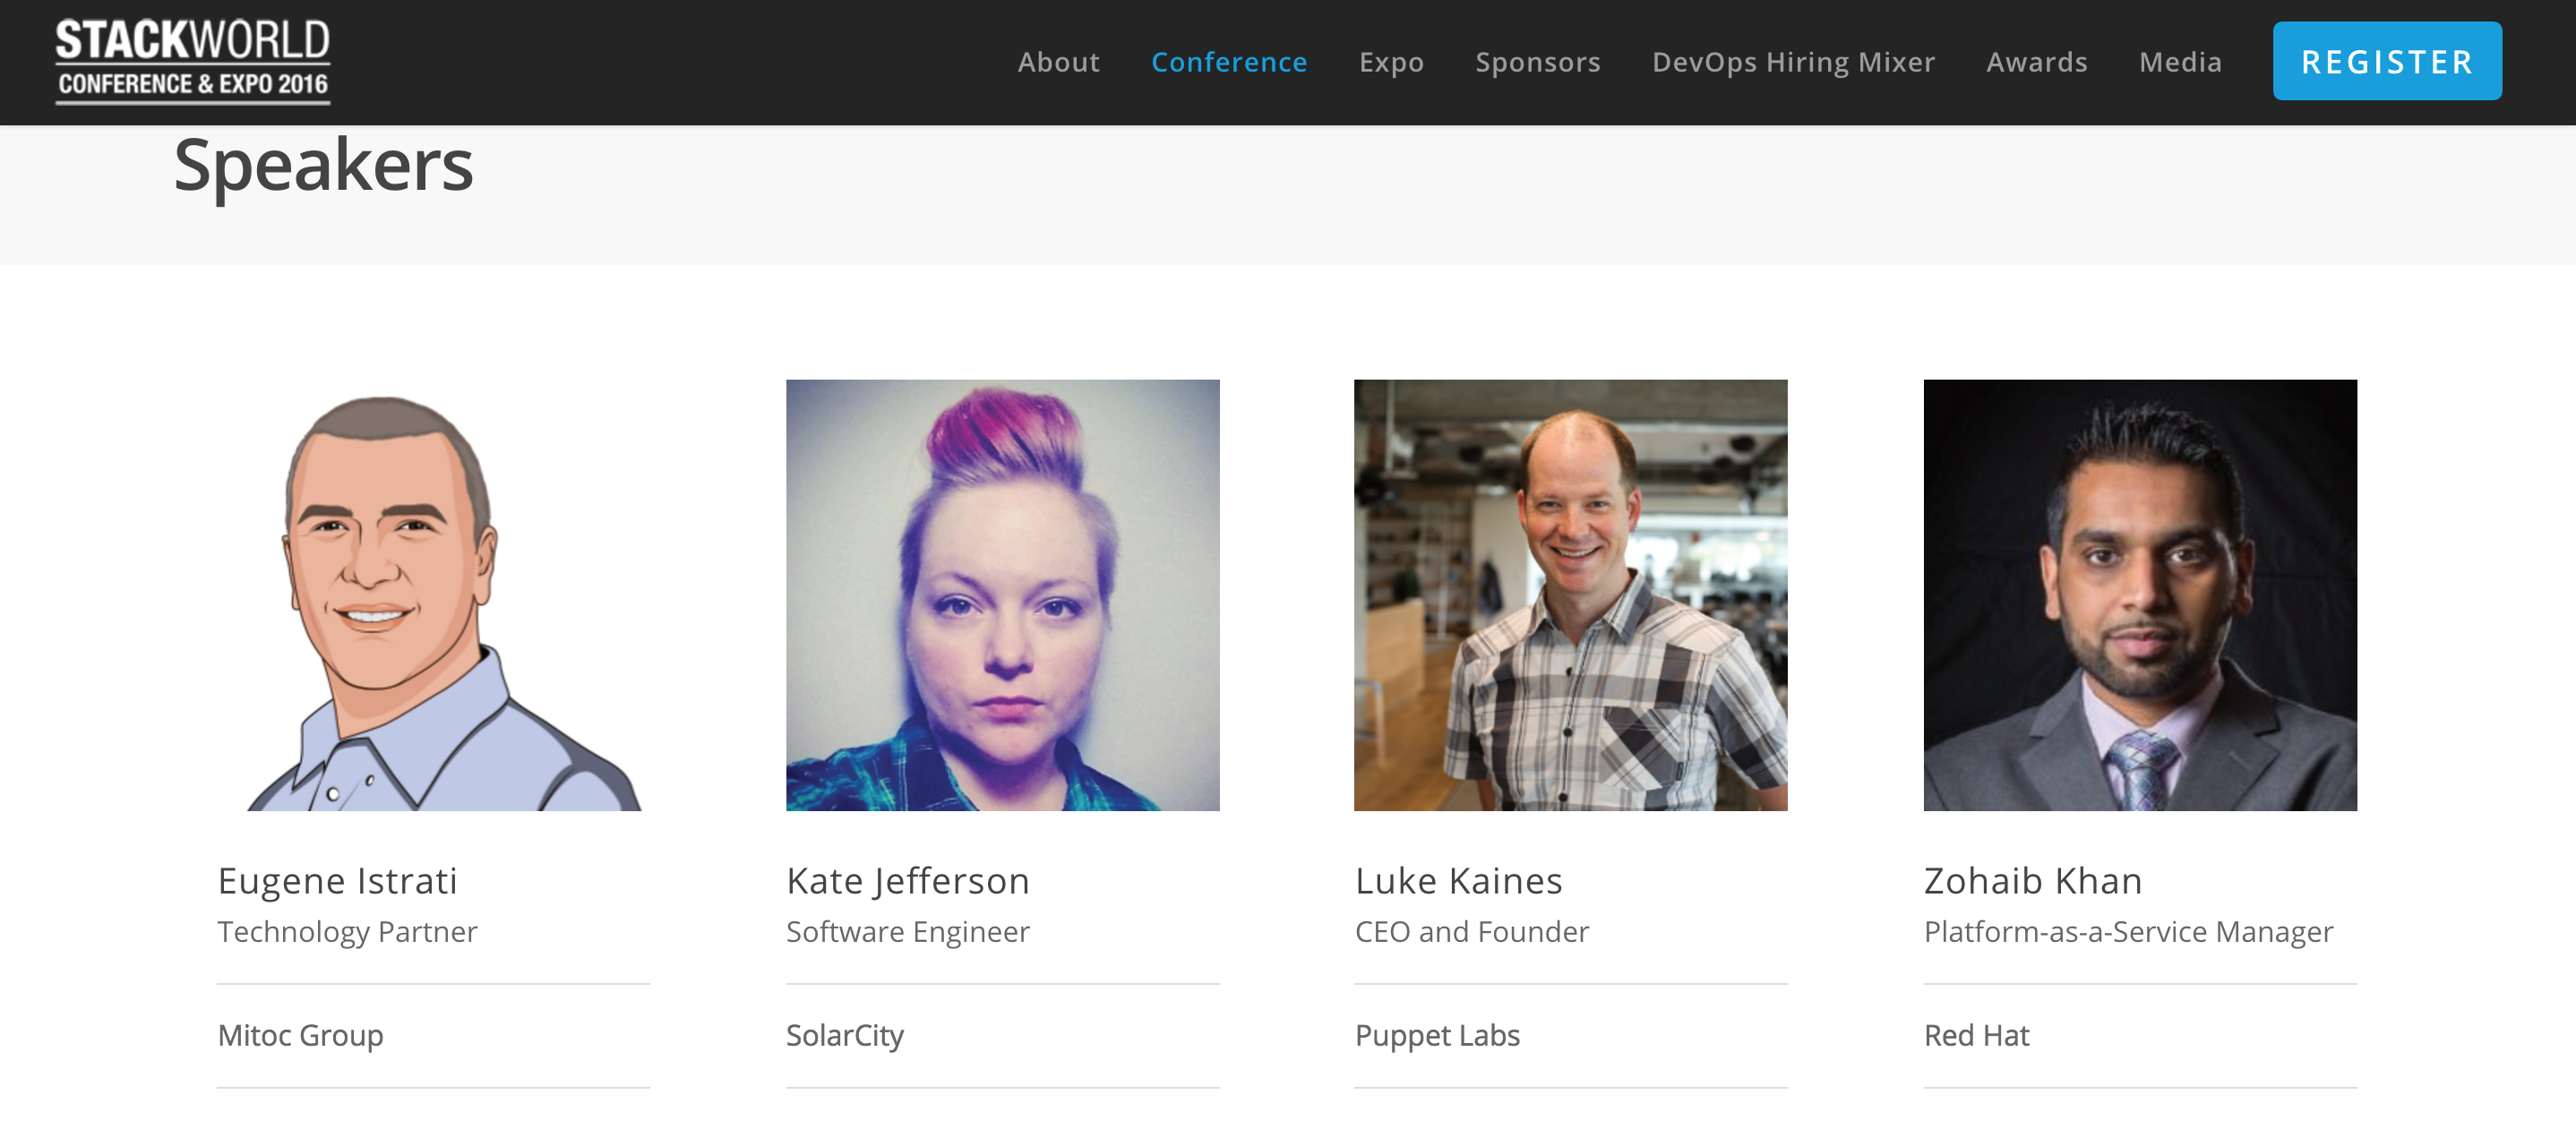 STACKWORLD
CONFERENCE & EXPO 2016
About Conference Expo Sponsors DevOps Hiring Mixer Awards Media REGISTER
Speakers
Eugene Istrati
Technology Partner
Mitoc Group
Kate Jefferson
Software Engineer
SolarCity
Luke Kaines
CEO and Founder
Puppet Labs
Zohaib Khan
Platform-as-a-Service Manager
Red Hat